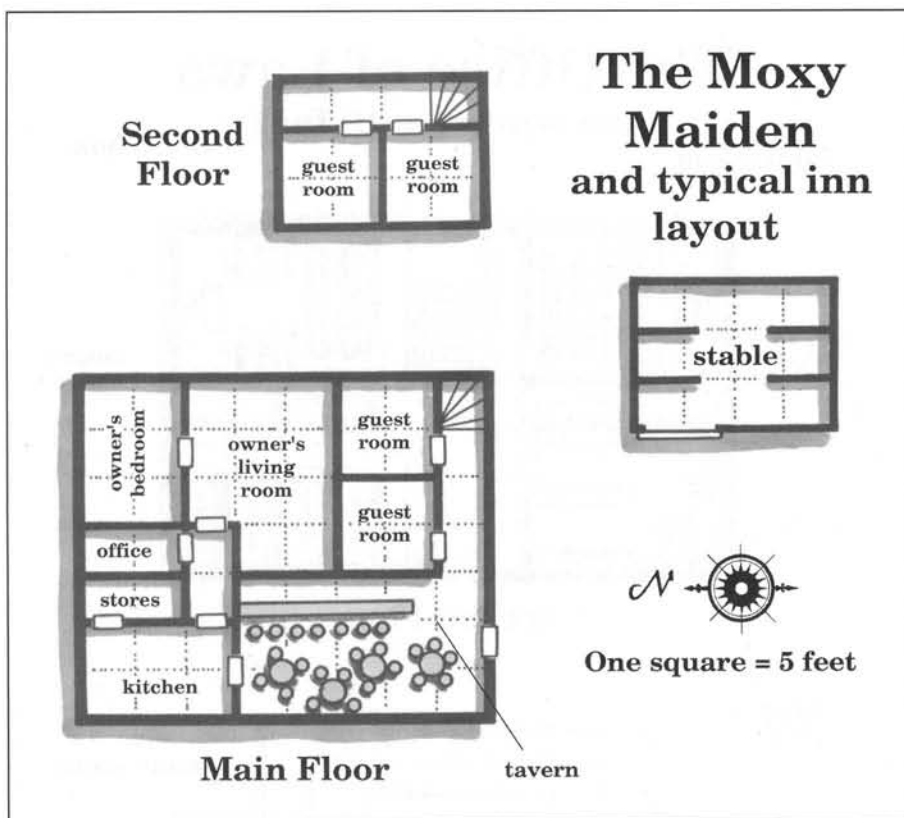 The Moxy
Maiden
and typical inn
layout
Second
Floor
guest
room
guest
room
stable
owner's
bedroom
owner's
living
room
guest
room
guest
room
office
stores
kitchen
N
One square = 5 feet
Main Floor
tavern